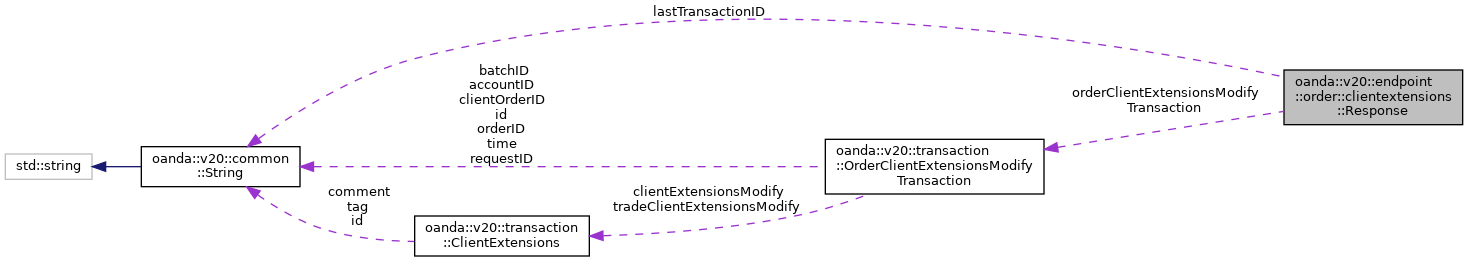 lastTransactionID
batchID
accountID
clientOrderID
id
orderID
time
requestID
orderClientExtensionsModify
Transaction
oanda::v20::endpoint
::order::clientextensions
::Response
std::string
oanda::v20::common
::String
oanda::v20::transaction
::OrderClientExtensionsModify
Transaction
comment
tag
id
clientExtensionsModify
tradeClientExtensionsModify
oanda::v20::transaction
::ClientExtensions